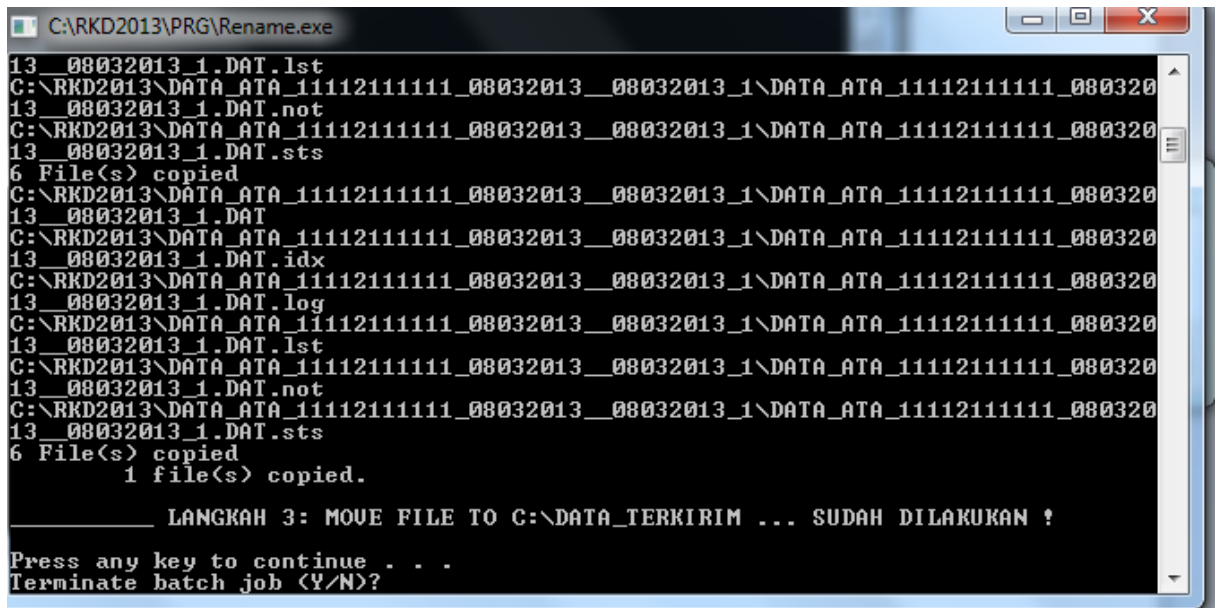 C:\RKD2013\PRG\Rename.exe
13__08032013_1.DAT.lst
C:\RKD2013\DATA_ATA_11112111111_08032013__08032013_1\DATA_ATA_11112111111_080320
13__08032013_1.DAT.not
C:\RKD2013\DATA_ATA_11112111111_08032013__08032013_1\DATA_ATA_11112111111_080320
13__08032013_1.DAT.sts
6 File(s) copied
C:\RKD2013\DATA_ATA_11112111111_08032013__08032013_1\DATA_ATA_11112111111_080320
13__08032013_1.DAT
C:\RKD2013\DATA_ATA_11112111111_08032013__08032013_1\DATA_ATA_11112111111_080320
13__08032013_1.DAT.idx
C:\RKD2013\DATA_ATA_11112111111_08032013__08032013_1\DATA_ATA_11112111111_080320
13__08032013_1.DAT.log
C:\RKD2013\DATA_ATA_11112111111_08032013__08032013_1\DATA_ATA_11112111111_080320
13__08032013_1.DAT.lst
C:\RKD2013\DATA_ATA_11112111111_08032013__08032013_1\DATA_ATA_11112111111_080320
13__08032013_1.DAT.not
C:\RKD2013\DATA_ATA_11112111111_08032013__08032013_1\DATA_ATA_11112111111_080320
13__08032013_1.DAT.sts
6 File(s) copied
1 file(s) copied.
__________ LANGKAH 3: MOVE FILE TO C:\DATA_TERKIRIM ... SUDAH DILAKUKAN !
Press any key to continue . . .
Terminate batch job (Y/N)?